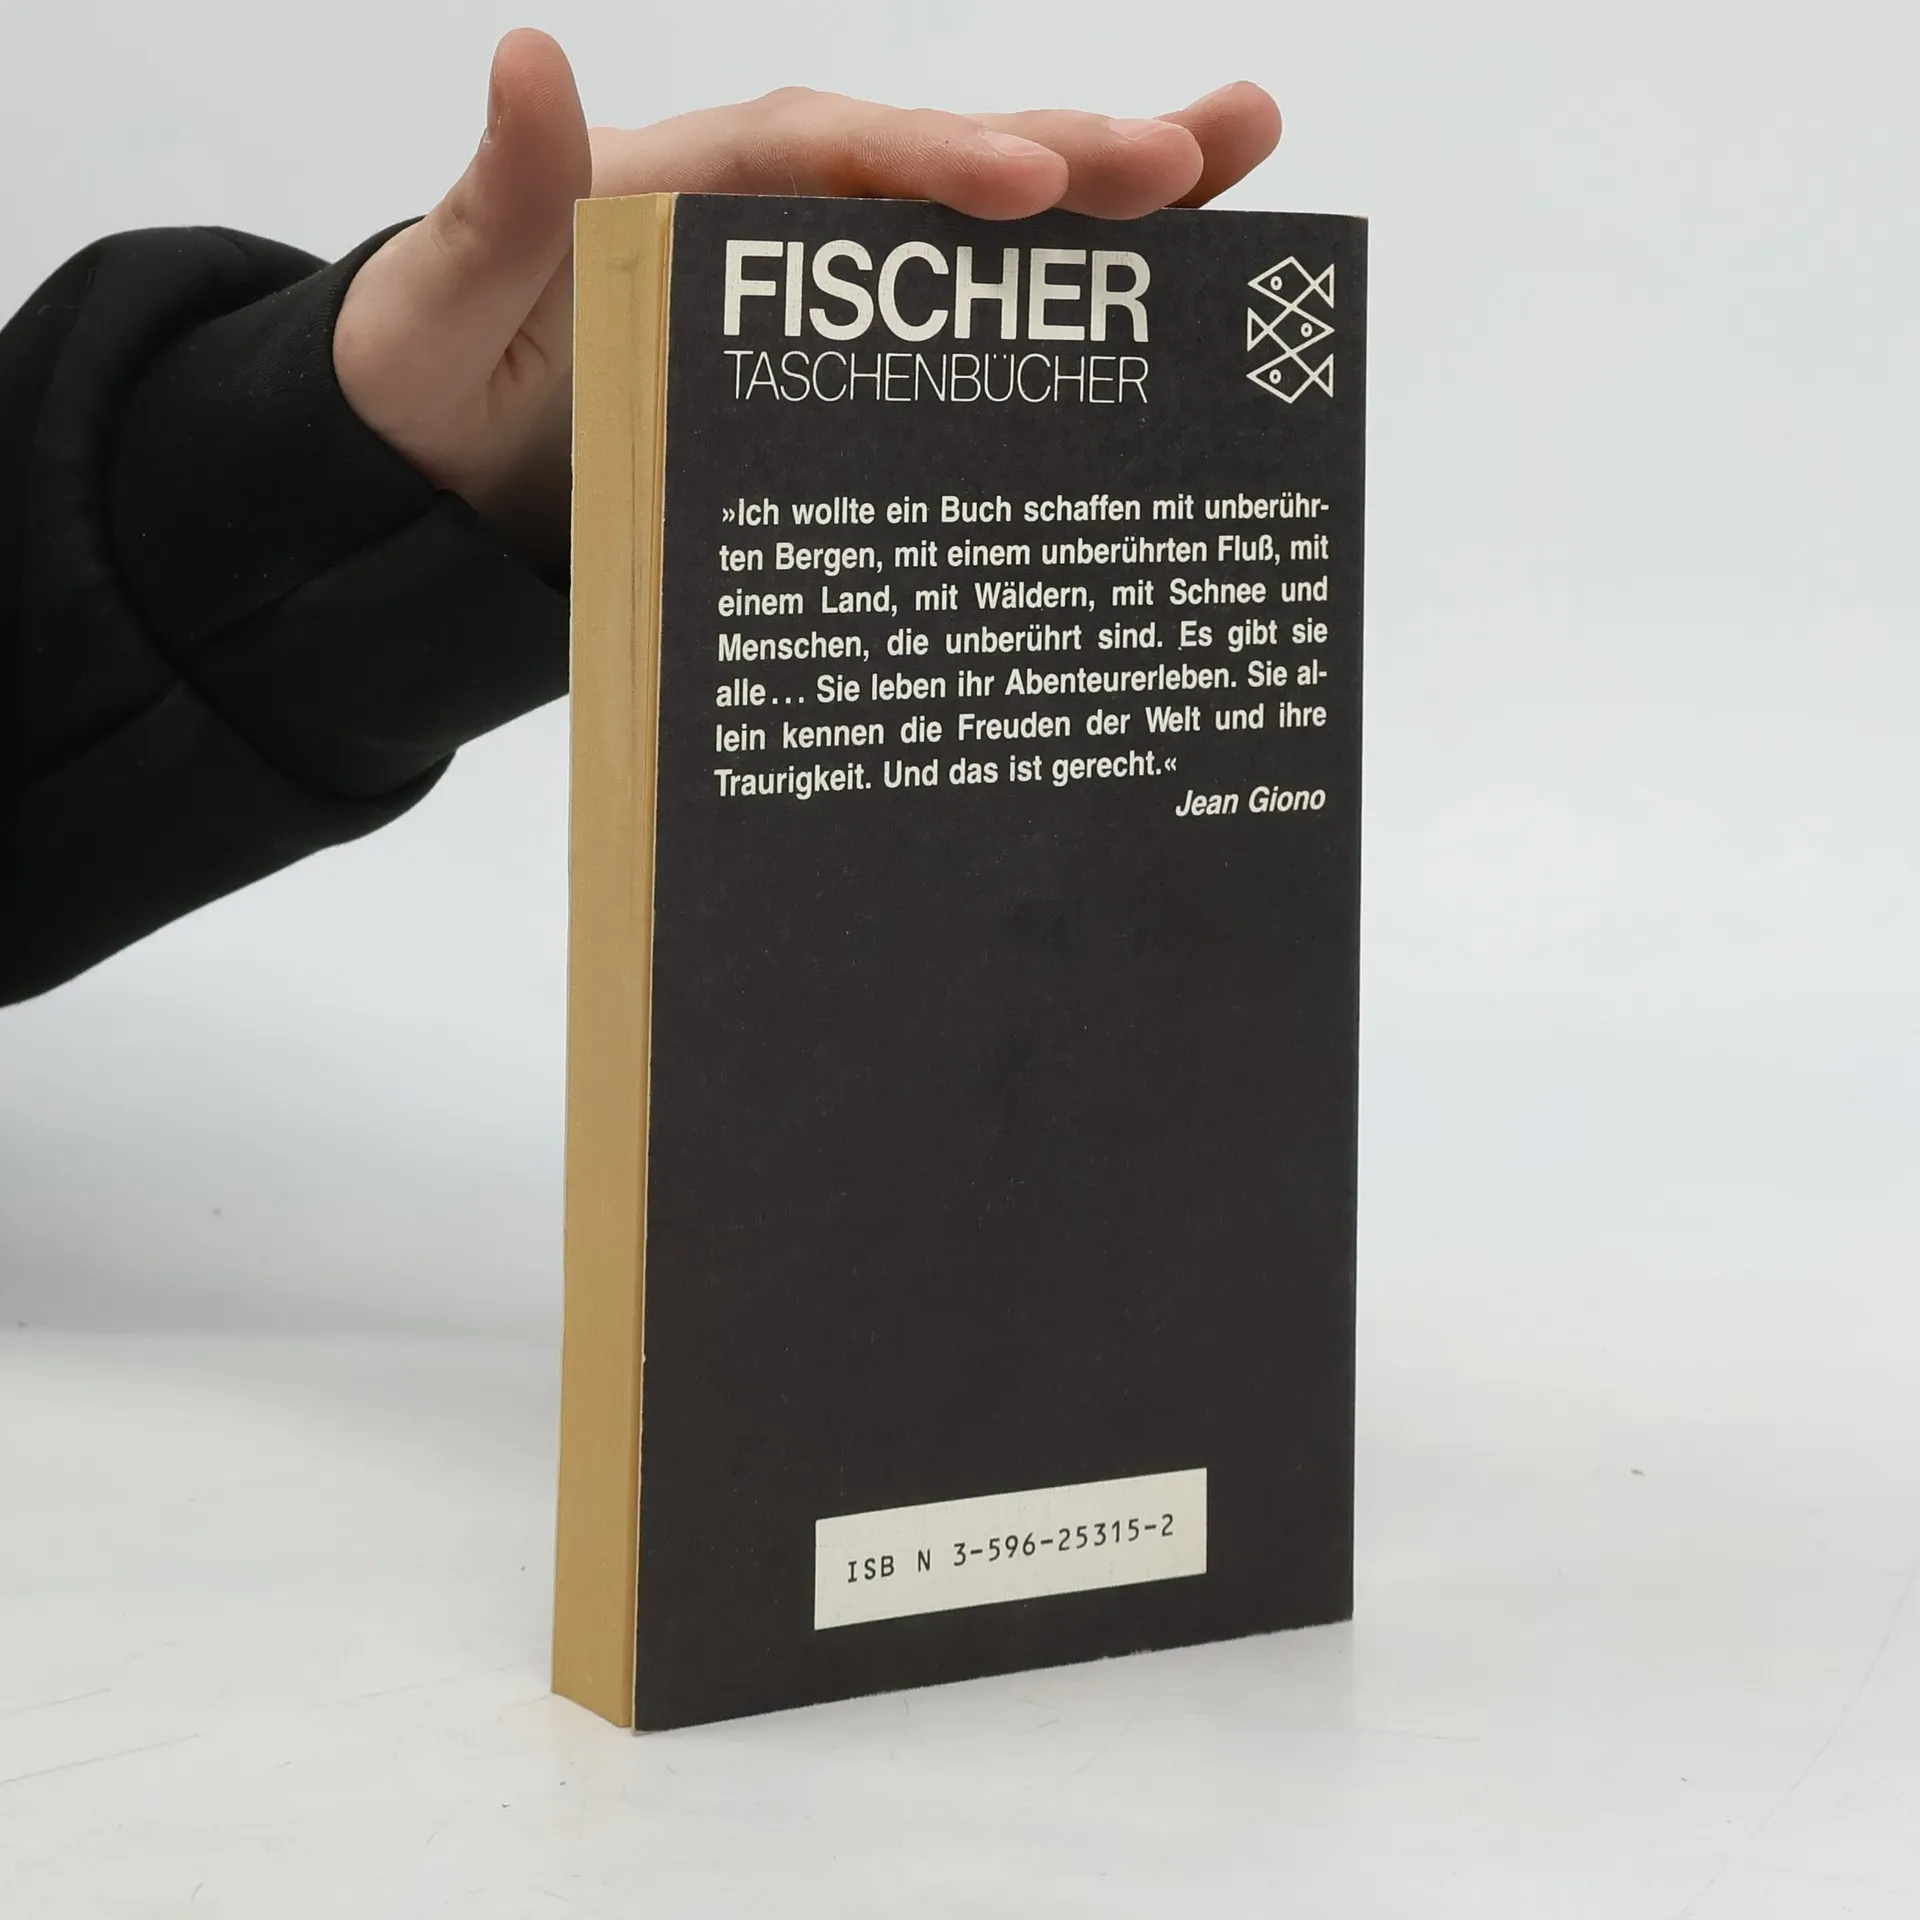 FISCHER
TASCHENBÜCHER
»Ich wollte ein Buch schaffen mit unberühr-
ten Bergen, mit einem unberührten Fluß, mit
einem Land, mit Wäldern, mit Schnee und
Menschen, die unberührt sind. Es gibt sie
alle... Sie leben ihr Abenteurerleben. Sie al-
lein kennen die Freuden der Welt und ihre
Traurigkeit. Und das ist gerecht.«
Jean Giono
ISB N 3-596-25315-2